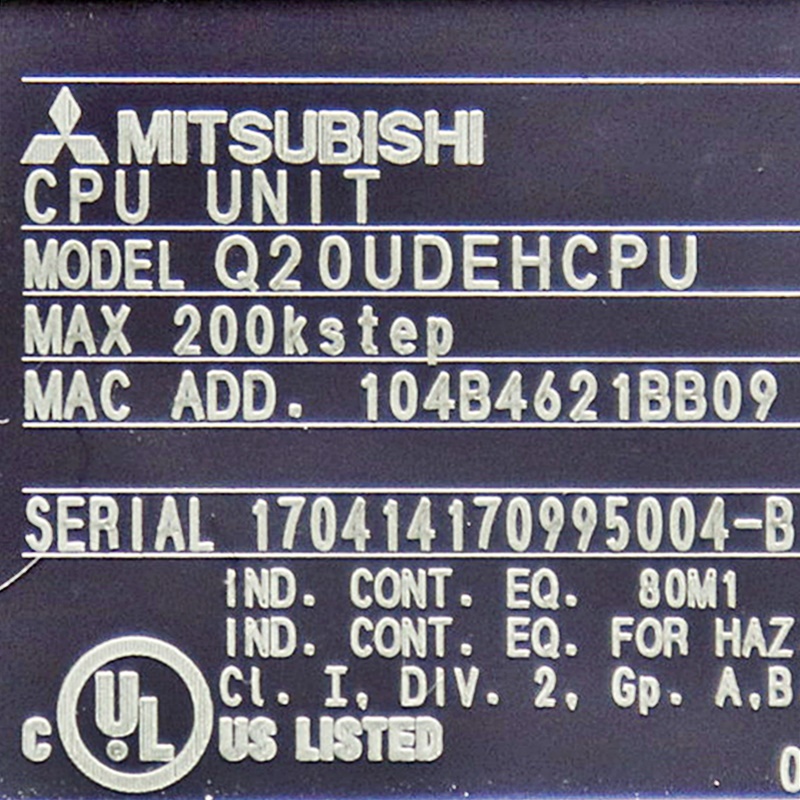 MITSUBISHI
CPU UNIT
MODEL Q20UDEHCPU
MAX 200kstep
MAC ADD. 104B4621BB09
SERIAL 170414170995004-B
IND. CONT. EQ. 80M1
IND. CONT. EQ. FOR HAZ
Cl. I, DIV. 2, Gp. A,B
C UL US LISTED
0